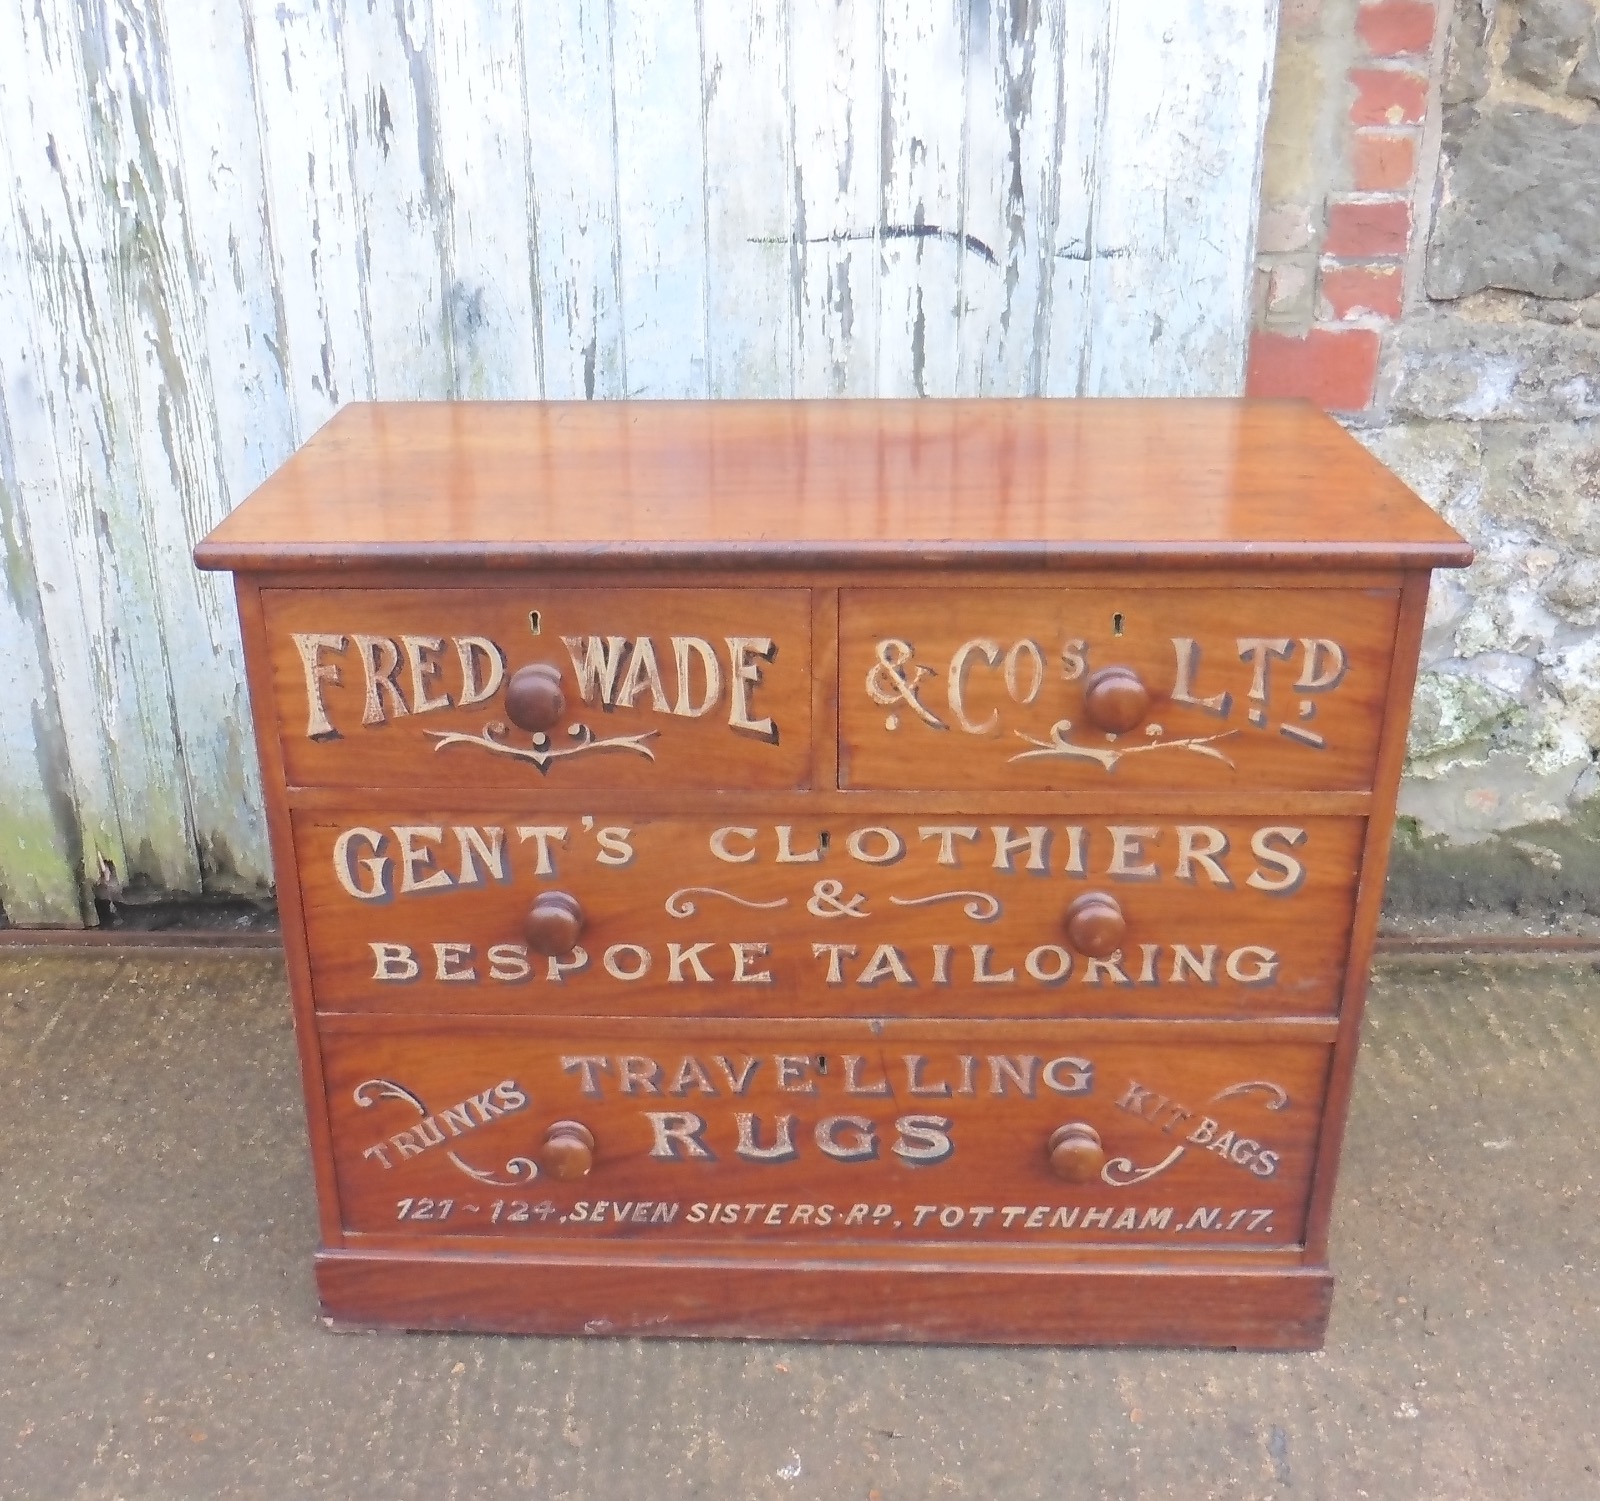 FRED WADE & COS LTD
GENT'S CLOTHIERS
&
BESPOKE TAILORING
TRAVELLING
TRUNKS RUGS KIT BAGS
121~124, SEVEN SISTERS·RD, TOTTENHAM, N.17.